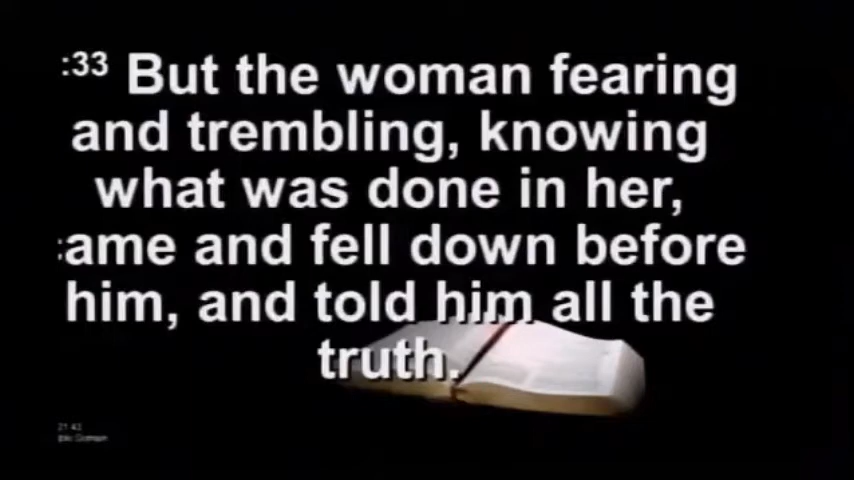 :33 But the woman fearing
and trembling, knowing
what was done in her,
ame and fell down before
him, and told him all the
truth.